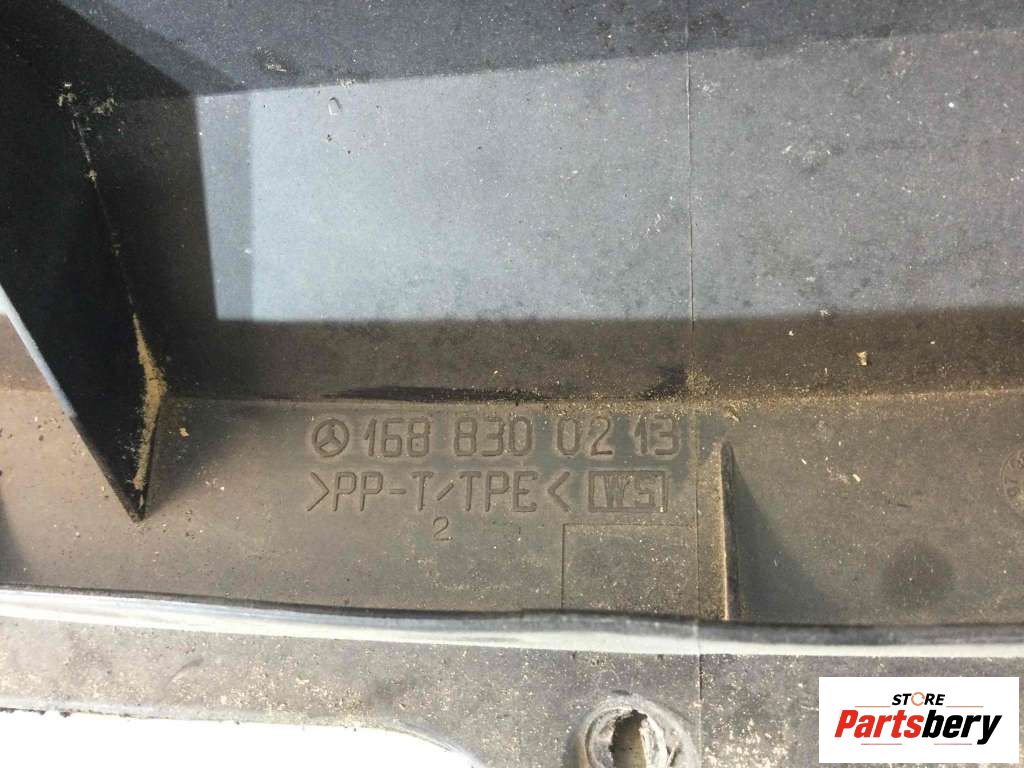 168 830 02 13
>PP-T/TPE< WS
2
STORE
Partsbery